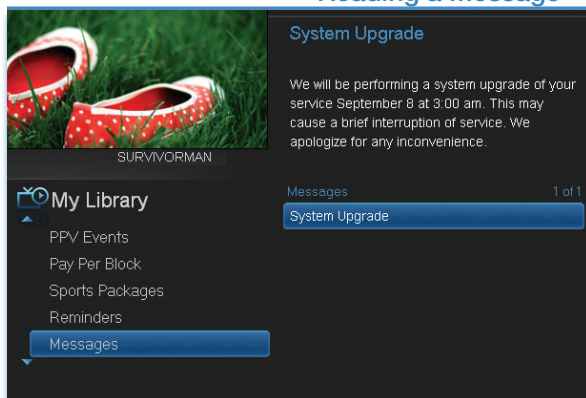 Reading a Message
System Upgrade
We will be performing a system upgrade of your
service September 8 at 3:00 am. This may
cause a brief interruption of service. We
apologize for any inconvenience.
SURVIVORMAN
My Library
PPV Events
Pay Per Block
Sports Packages
Reminders
Messages
Messages 1 of 1
System Upgrade